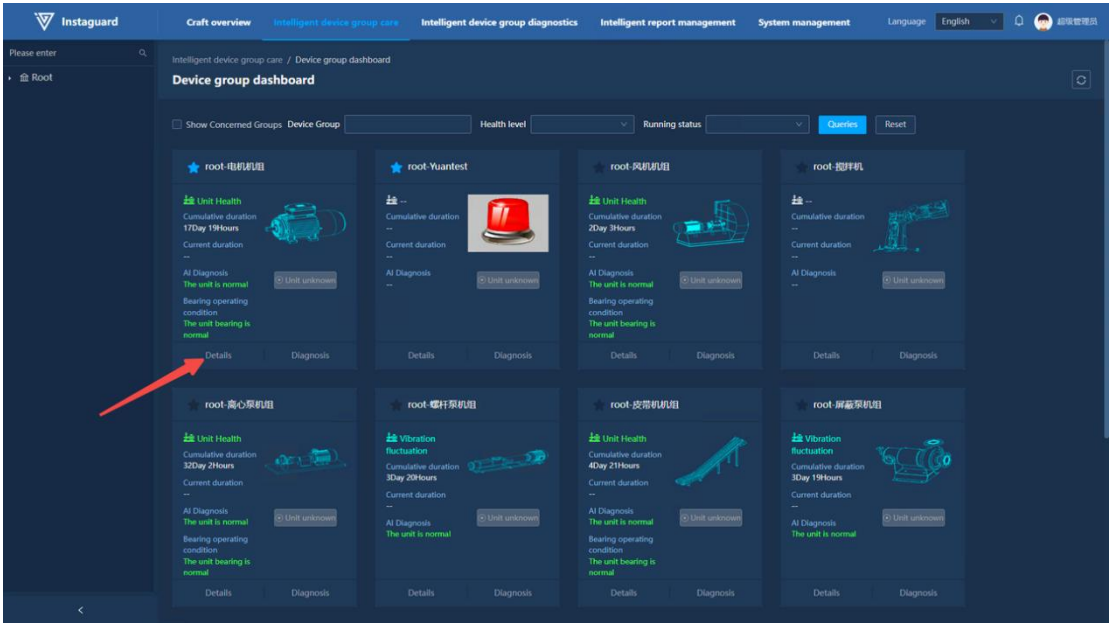 Instaguard
Craft overview
Intelligent device group care
Intelligent device group diagnostics
Intelligent report management
System management
Language
English
超级管理员
Please enter
Root
Intelligent device group care / Device group dashboard
Device group dashboard
Show Concerned Groups
Device Group
Health level
Running status
Queries
Reset
root-电机机组
Unit Health
Cumulative duration
17Day 19Hours
Current duration
--
AI Diagnosis
The unit is normal
Unit unknown
Bearing operating
condition
The unit bearing is
normal
Details
Diagnosis
root-Yuantest
--
Cumulative duration
--
Current duration
--
AI Diagnosis
--
Unit unknown
Details
Diagnosis
root-风机机组
Unit Health
Cumulative duration
2Day 3Hours
Current duration
--
AI Diagnosis
The unit is normal
Unit unknown
Bearing operating
condition
The unit bearing is
normal
Details
Diagnosis
root-搅拌机
--
Cumulative duration
--
Current duration
--
AI Diagnosis
--
Unit unknown
Details
Diagnosis
root-离心泵机组
Unit Health
Cumulative duration
32Day 2Hours
Current duration
--
AI Diagnosis
The unit is normal
Unit unknown
Bearing operating
condition
The unit bearing is
normal
Details
Diagnosis
root-螺杆泵机组
Vibration
fluctuation
Cumulative duration
3Day 20Hours
Current duration
--
AI Diagnosis
The unit is normal
Unit unknown
Details
Diagnosis
root-皮带机机组
Unit Health
Cumulative duration
4Day 21Hours
Current duration
--
AI Diagnosis
The unit is normal
Unit unknown
Bearing operating
condition
The unit bearing is
normal
Details
Diagnosis
root-屏蔽泵机组
Vibration
fluctuation
Cumulative duration
3Day 19Hours
Current duration
--
AI Diagnosis
The unit is normal
Unit unknown
Details
Diagnosis